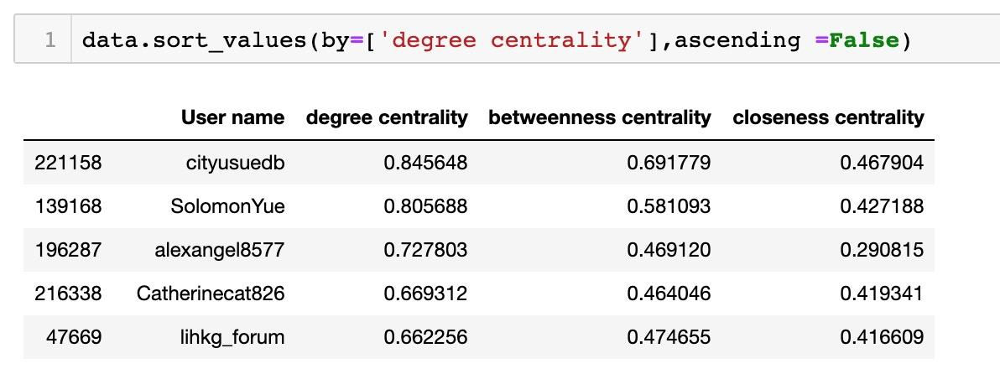 1 data.sort_values(by=['degree centrality'],ascending =False)
User name degree centrality betweenness centrality closeness centrality
221158 cityusuedb 0.845648 0.691779 0.467904
139168 SolomonYue 0.805688 0.581093 0.427188
196287 alexangel8577 0.727803 0.469120 0.290815
216338 Catherinecat826 0.669312 0.464046 0.419341
47669 lihkg_forum 0.662256 0.474655 0.416609